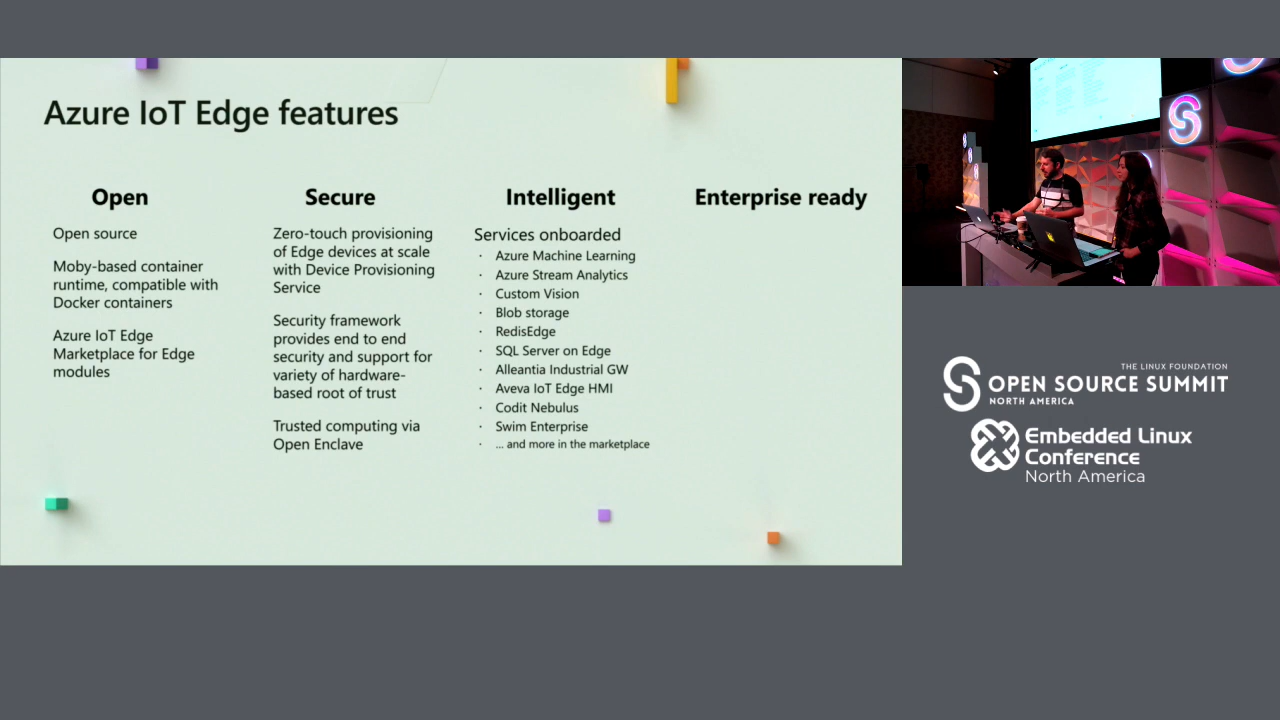 Azure IoT Edge features
Open
Open source
Moby-based container
runtime, compatible with
Docker containers
Azure IoT Edge
Marketplace for Edge
modules
Secure
Zero-touch provisioning
of Edge devices at scale
with Device Provisioning
Service
Security framework
provides end to end
security and support for
variety of hardware-
based root of trust
Trusted computing via
Open Enclave
Intelligent
Services onboarded
· Azure Machine Learning
· Azure Stream Analytics
· Custom Vision
· Blob storage
· RedisEdge
· SQL Server on Edge
· Alleantia Industrial GW
· Aveva IoT Edge HMI
· Codit Nebulus
· Swim Enterprise
· ... and more in the marketplace
Enterprise ready
THE LINUX FOUNDATION
OPEN SOURCE SUMMIT
NORTH AMERICA
Embedded Linux
Conference
North America